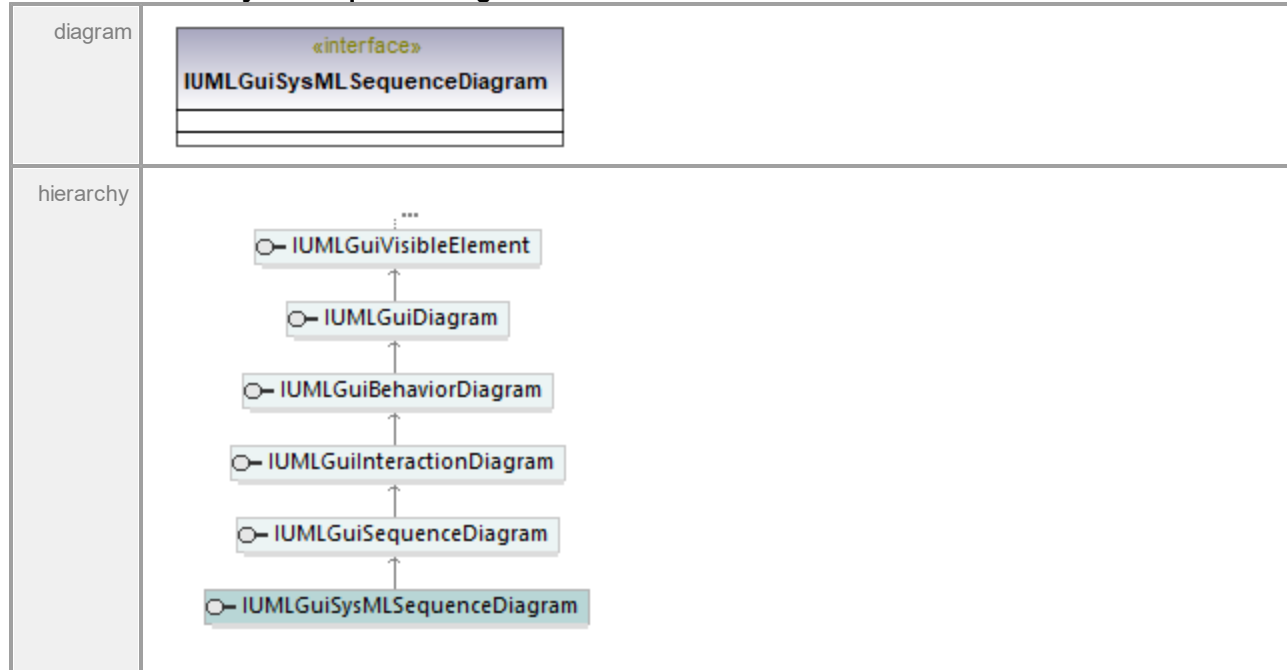 diagram
«interface»
IUMLGuiSysMLSequenceDiagram
hierarchy
...
IUMLGuiVisibleElement
IUMLGuiDiagram
IUMLGuiBehaviorDiagram
IUMLGuiInteractionDiagram
IUMLGuiSequenceDiagram
IUMLGuiSysMLSequenceDiagram